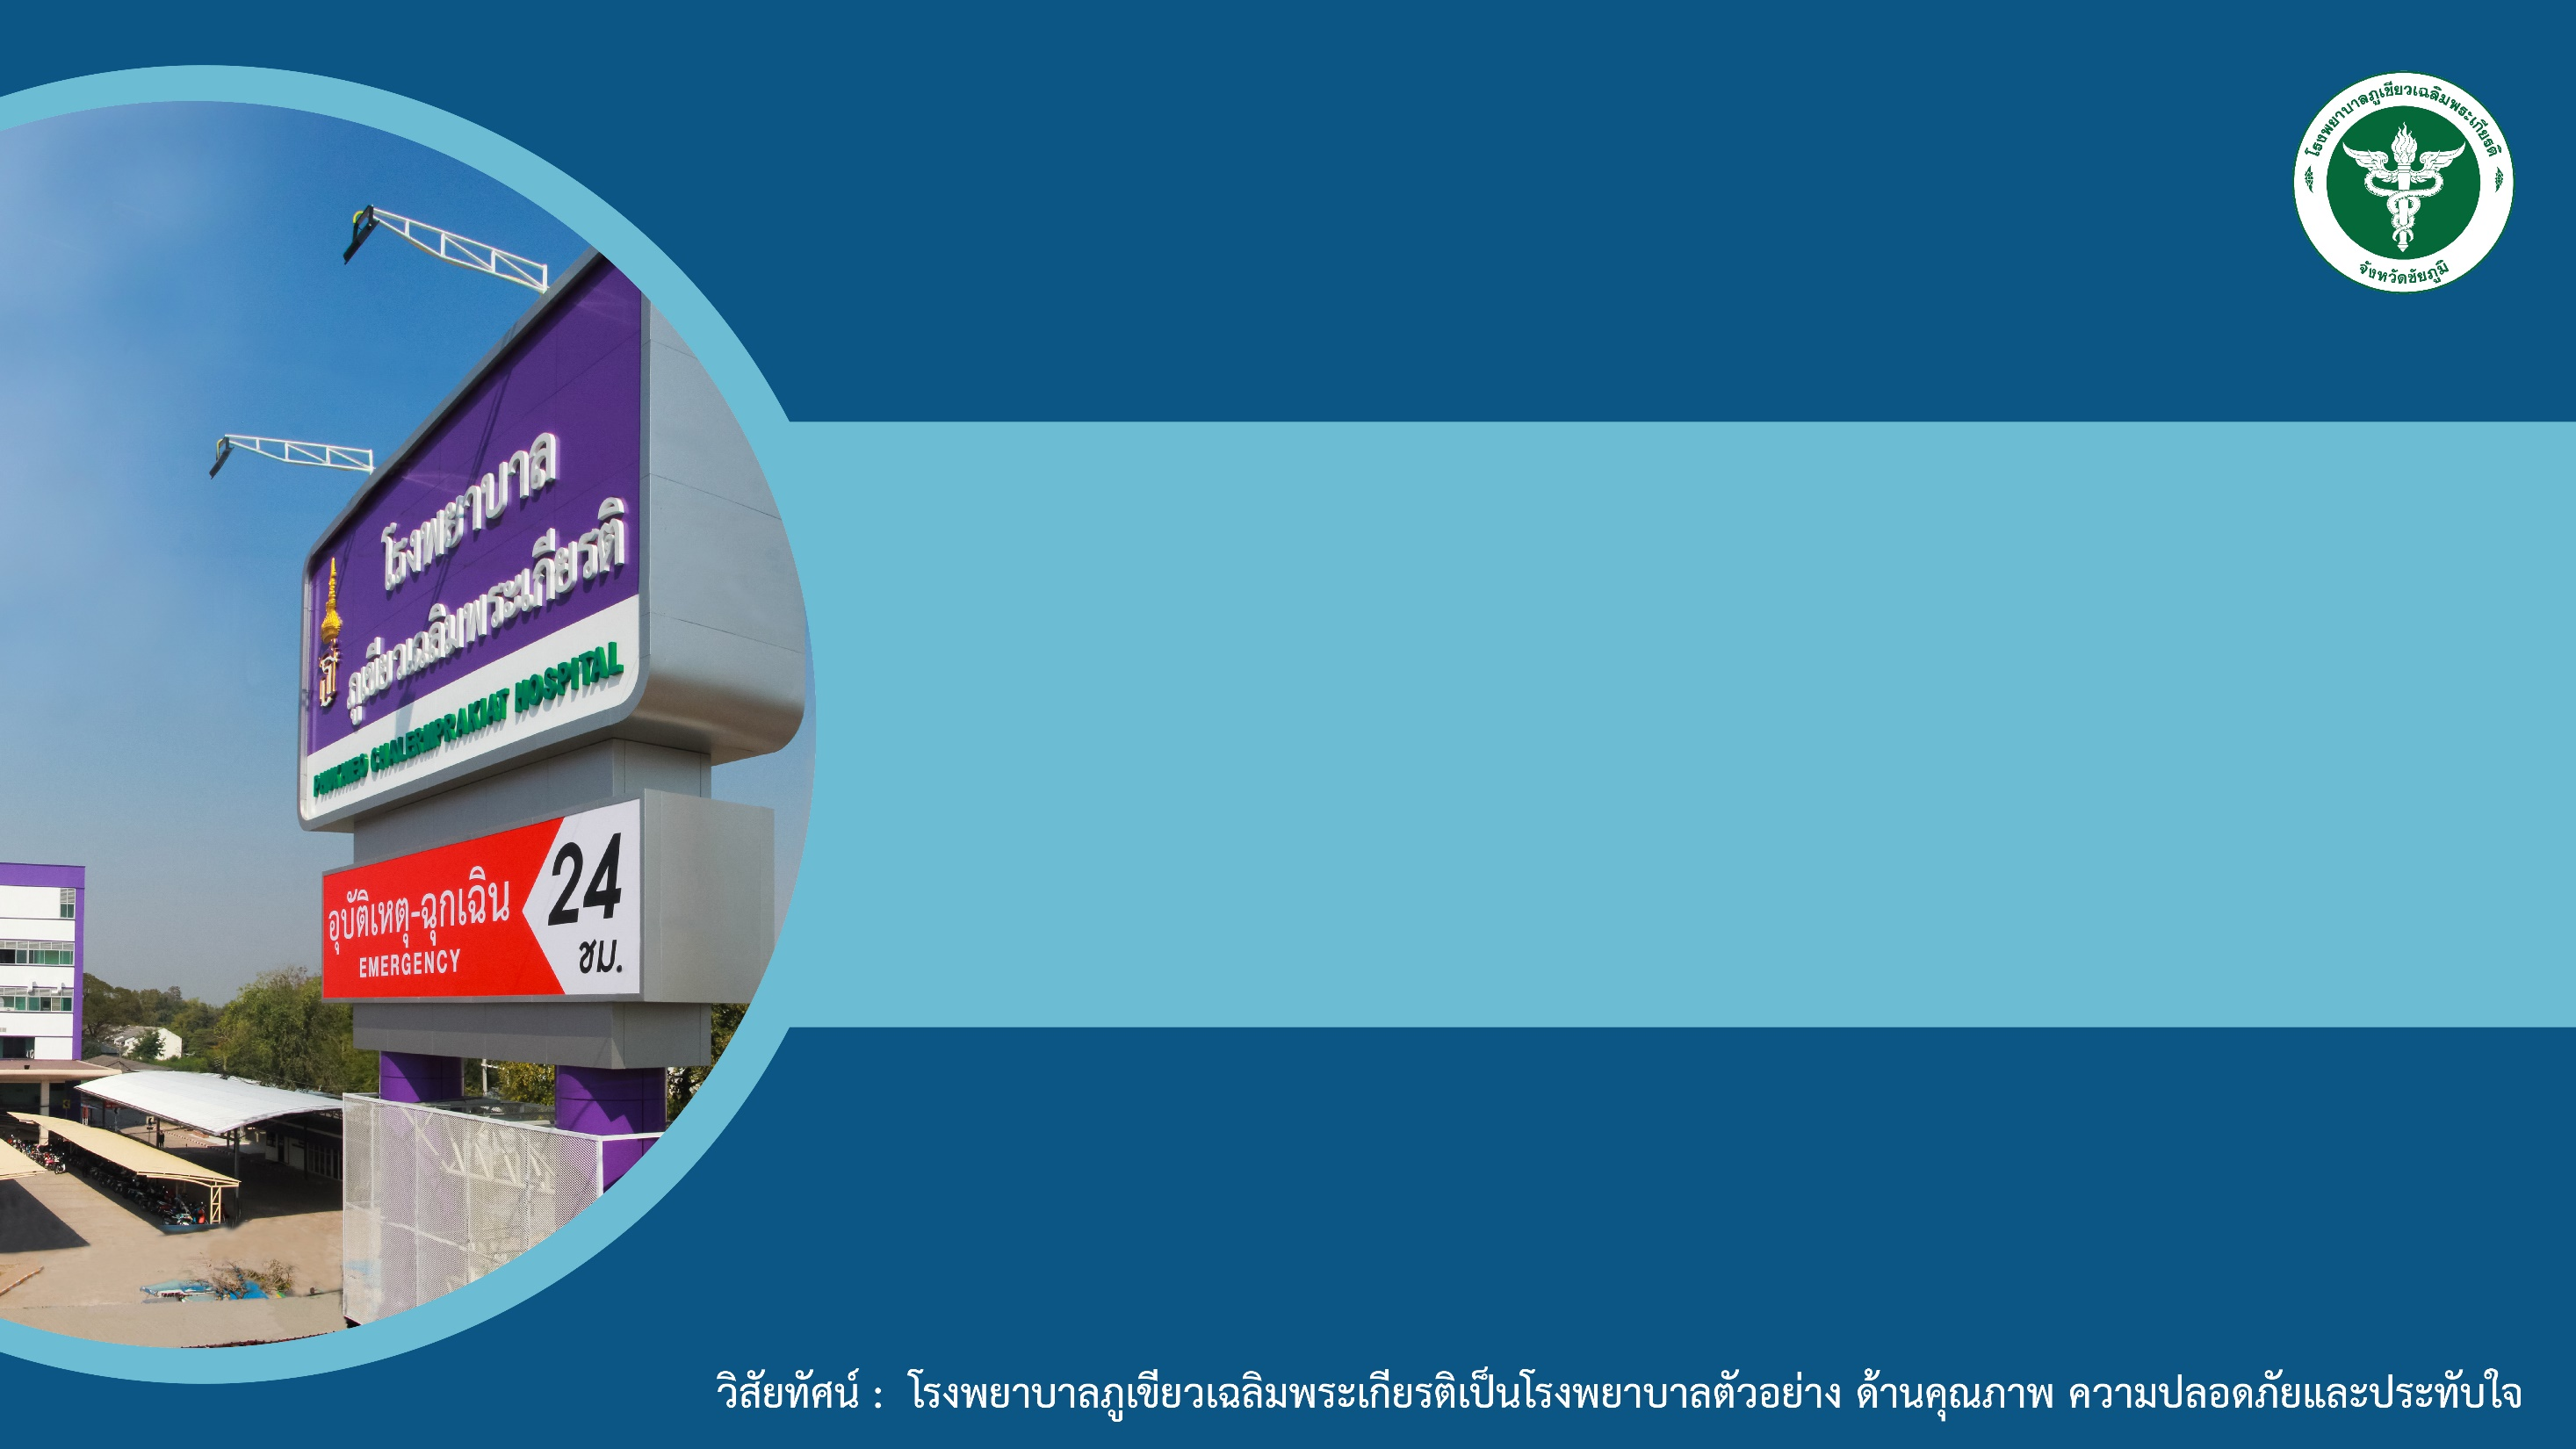 โรงพยาบาลภูเขียวเฉลิมพระเกียรติ
จังหวัดชัยภูมิ
โรงพยาบาล
ภูเขียวเฉลิมพระเกียรติ
PHUKHIEO CHALERMPRAKIAT HOSPITAL
อุบัติเหตุ-ฉุกเฉิน
EMERGENCY
24
ชม.
วิสัยทัศน์ : โรงพยาบาลภูเขียวเฉลิมพระเกียรติเป็นโรงพยาบาลตัวอย่าง ด้านคุณภาพ ความปลอดภัยและประทับใจ